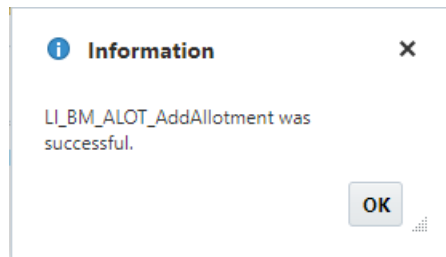 Information
LI_BM_ALOT_AddAllotment was
successful.
OK